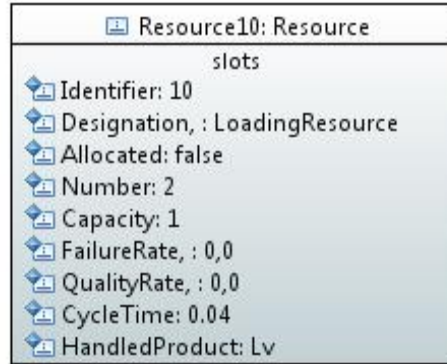 Resource10: Resource
slots
Identifier: 10
Designation, : LoadingResource
Allocated: false
Number: 2
Capacity: 1
FailureRate, : 0,0
QualityRate, : 0,0
CycleTime: 0.04
HandledProduct: Lv